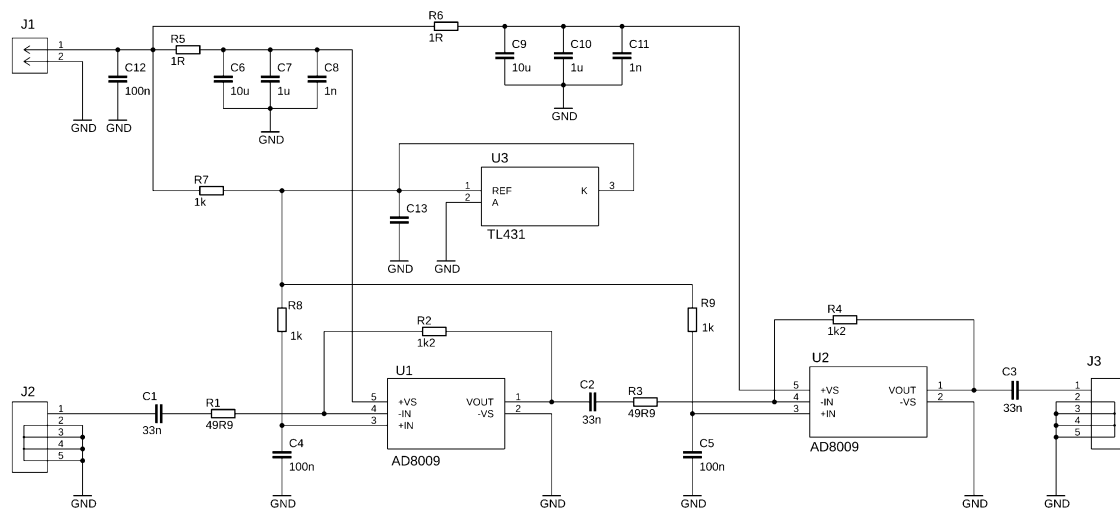 J1
1
2
GND
C12
100n
GND
R5
1R
C6
10u
C7
1u
C8
1n
GND
R6
1R
C9
10u
C10
1u
C11
1n
GND
R7
1k
C13
GND
U3
1 REF
2 A
K 3
TL431
GND
R8
1k
R9
1k
R2
1k2
R4
1k2
J2
1
2
3
4
5
GND
C1
33n
R1
49R9
C4
100n
GND
U1
5 +VS
4 -IN
3 +IN
VOUT 1
-VS 2
AD8009
GND
C2
33n
R3
49R9
C5
100n
GND
U2
5 +VS
4 -IN
3 +IN
VOUT 1
-VS 2
AD8009
GND
C3
33n
J3
1
2
3
4
5
GND